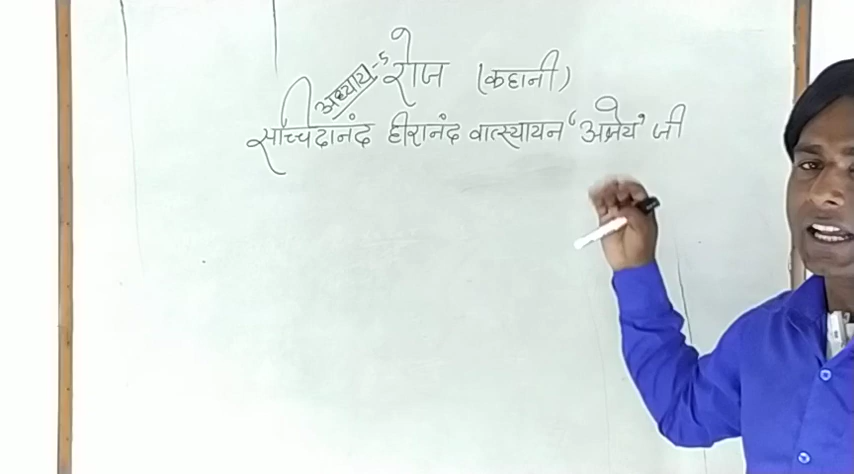 अध्याय-5 रोज (कहानी)
सच्चिदानंद हीरानंद वात्स्यायन 'अज्ञेय' जी